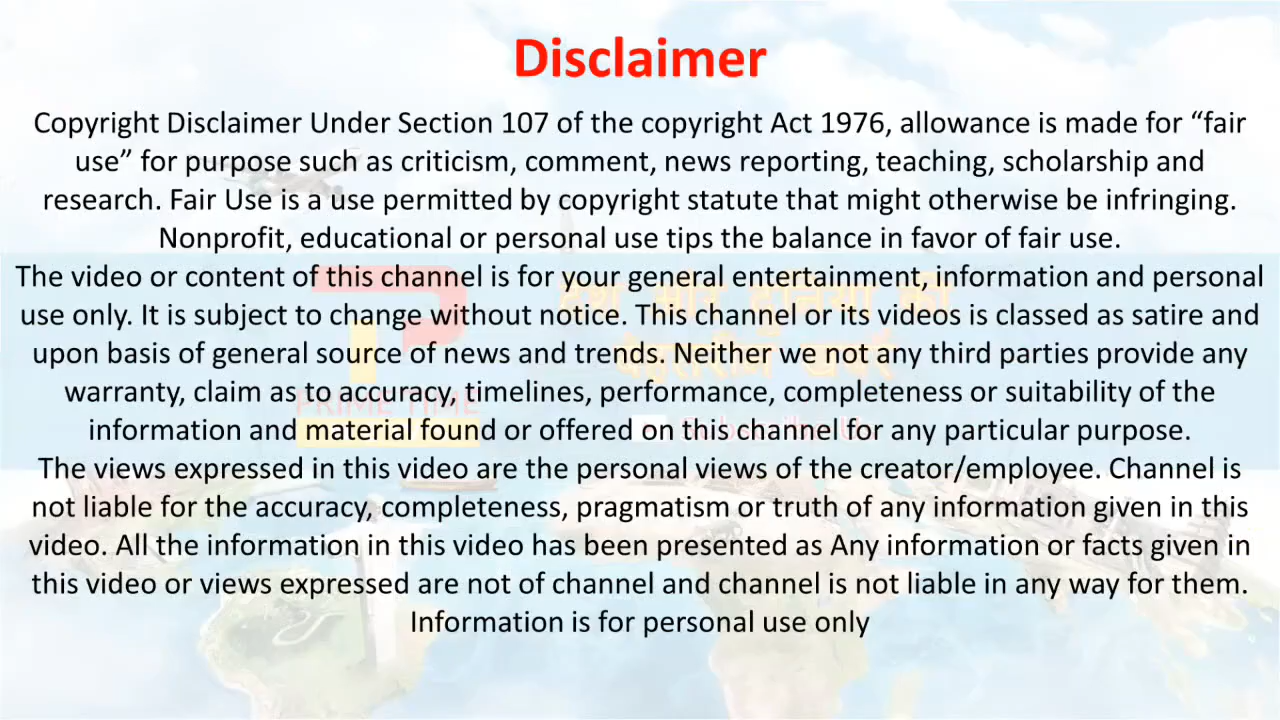 Disclaimer
Copyright Disclaimer Under Section 107 of the copyright Act 1976, allowance is made for “fair
use” for purpose such as criticism, comment, news reporting, teaching, scholarship and
research. Fair Use is a use permitted by copyright statute that might otherwise be infringing.
Nonprofit, educational or personal use tips the balance in favor of fair use.
The video or content of this channel is for your general entertainment, information and personal
use only. It is subject to change without notice. This channel or its videos is classed as satire and
upon basis of general source of news and trends. Neither we not any third parties provide any
warranty, claim as to accuracy, timelines, performance, completeness or suitability of the
information and material found or offered on this channel for any particular purpose.
The views expressed in this video are the personal views of the creator/employee. Channel is
not liable for the accuracy, completeness, pragmatism or truth of any information given in this
video. All the information in this video has been presented as Any information or facts given in
this video or views expressed are not of channel and channel is not liable in any way for them.
Information is for personal use only
PRIME TIME
देश और दुनिया की